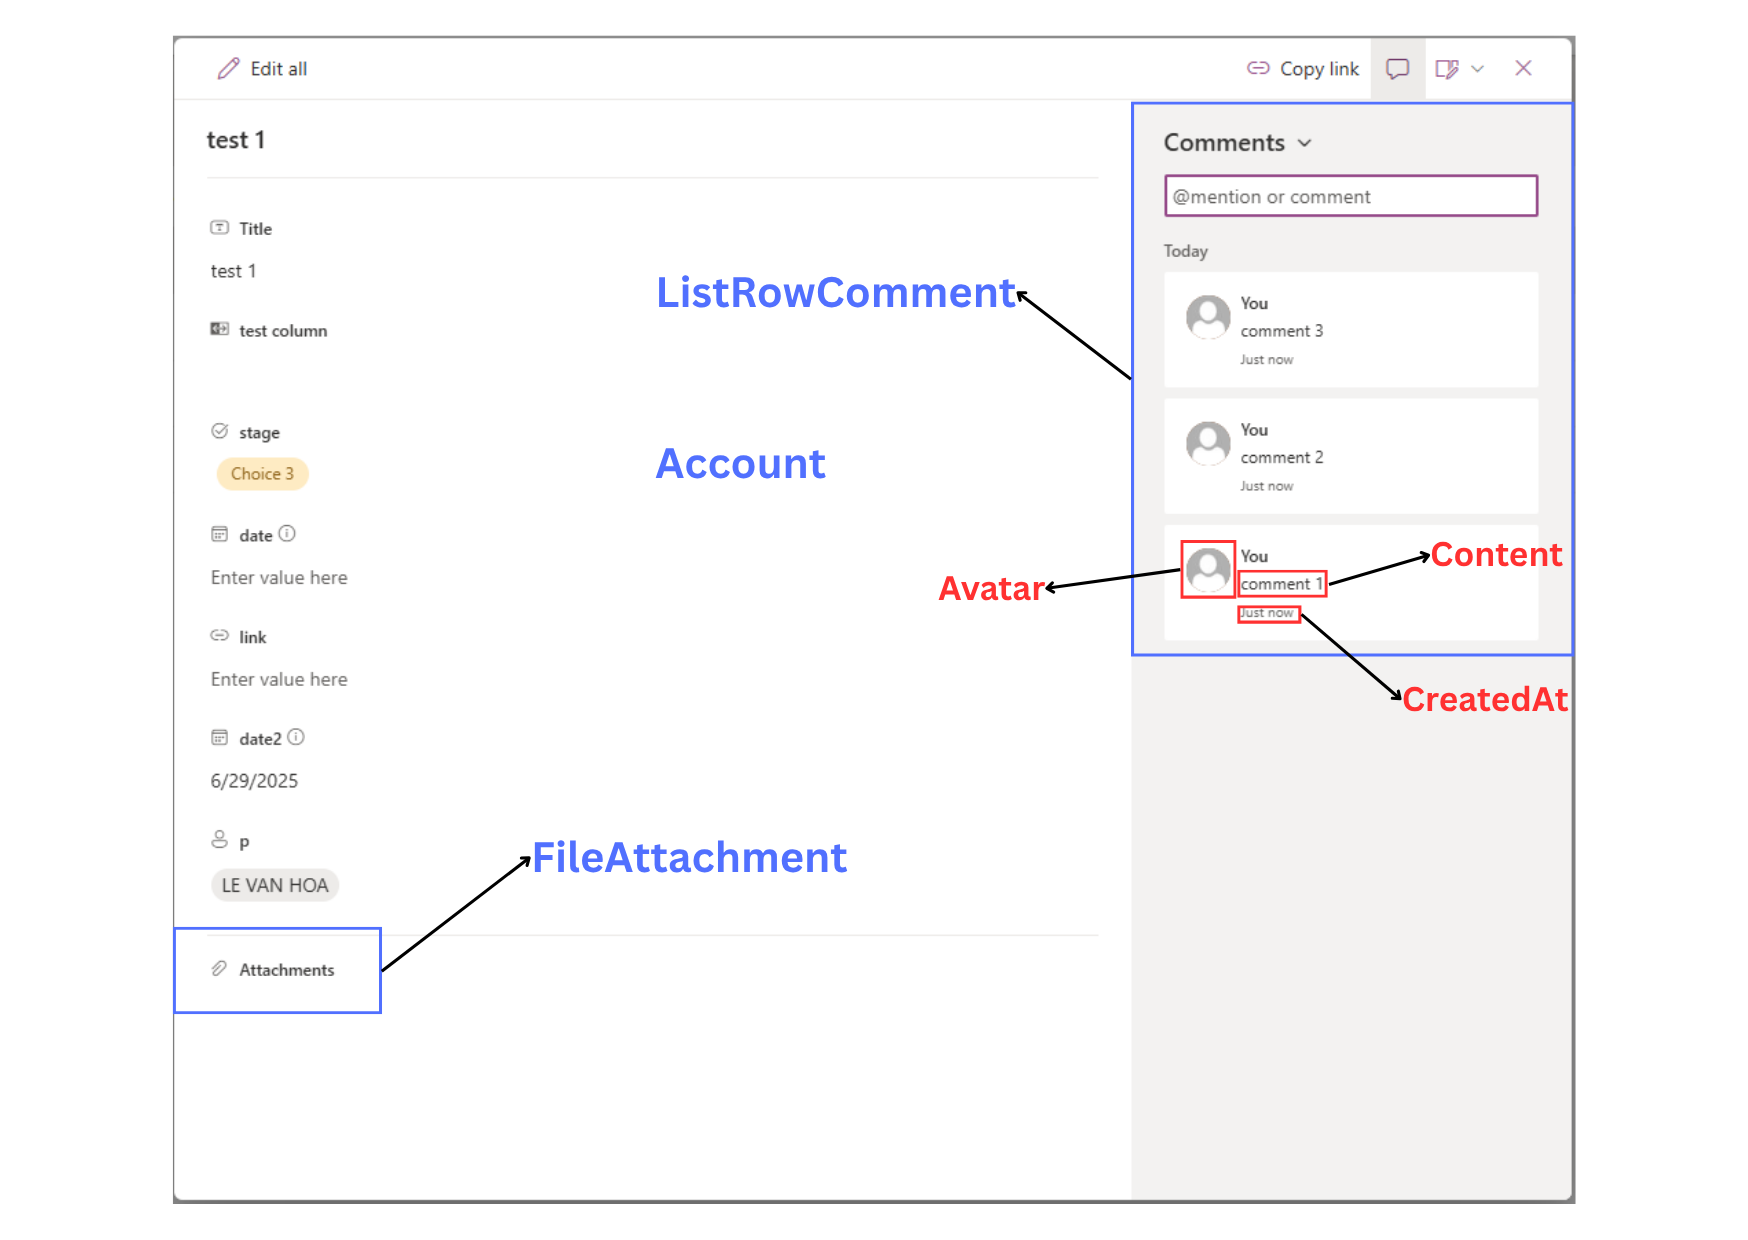 Edit all
Copy link
test 1
Title
test 1
test column
stage
Choice 3
date
Enter value here
link
Enter value here
date2
6/29/2025
p
LE VAN HOA
Attachments
ListRowComment
Account
FileAttachment
Comments
@mention or comment
Today
You
comment 3
Just now
You
comment 2
Just now
You
comment 1
Just now
Avatar
Content
CreatedAt